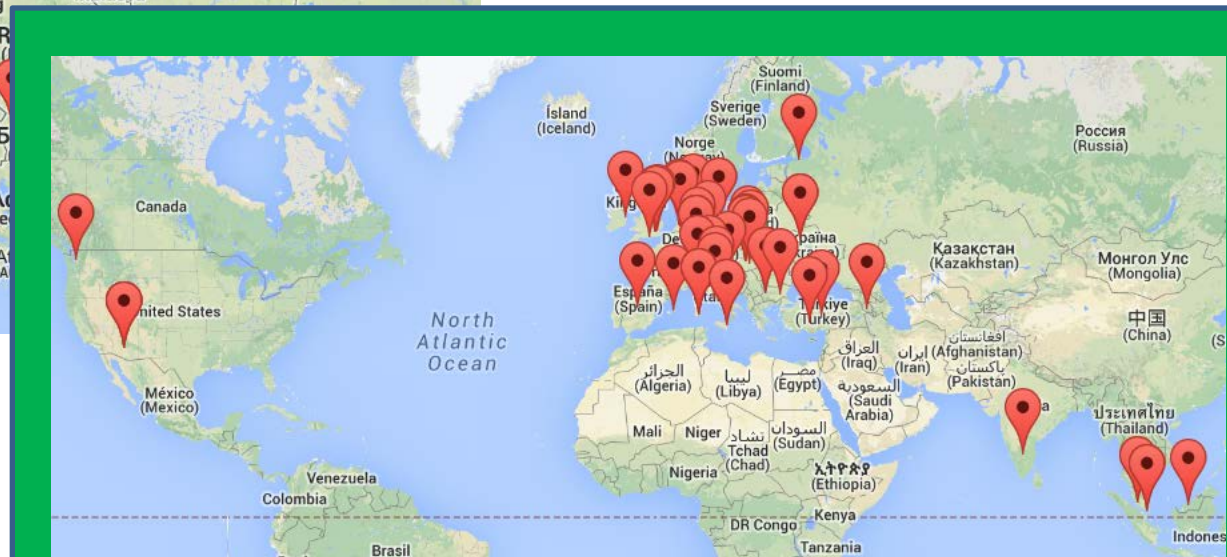 Suomi
(Finland)
Sverige
(Sweden)
Ísland
(Iceland)
Norge
Россия
(Russia)
Canada
Қазақстан
(Kazakhstan)
Монгол Улс
(Mongolia)
España
(Spain)
nited States
Türkiye
(Turkey)
North
Atlantic
Ocean
中国
(China)
افغانستان
(Afghanistan)
العراق
(Iraq)
ایران
(Iran)
پاکستان
(Pakistan)
الجزائر
(Algeria)
ليبيا
(Libya)
مصر
(Egypt)
السعودية
(Saudi
Arabia)
México
(Mexico)
ประเทศไทย
(Thailand)
Mali
Niger
تشاد
Tchad
(Chad)
السودان
(Sudan)
Nigeria
ኢትዮጵያ
(Ethiopia)
Venezuela
Colombia
DR Congo
Kenya
Tanzania
Brasil
Indones